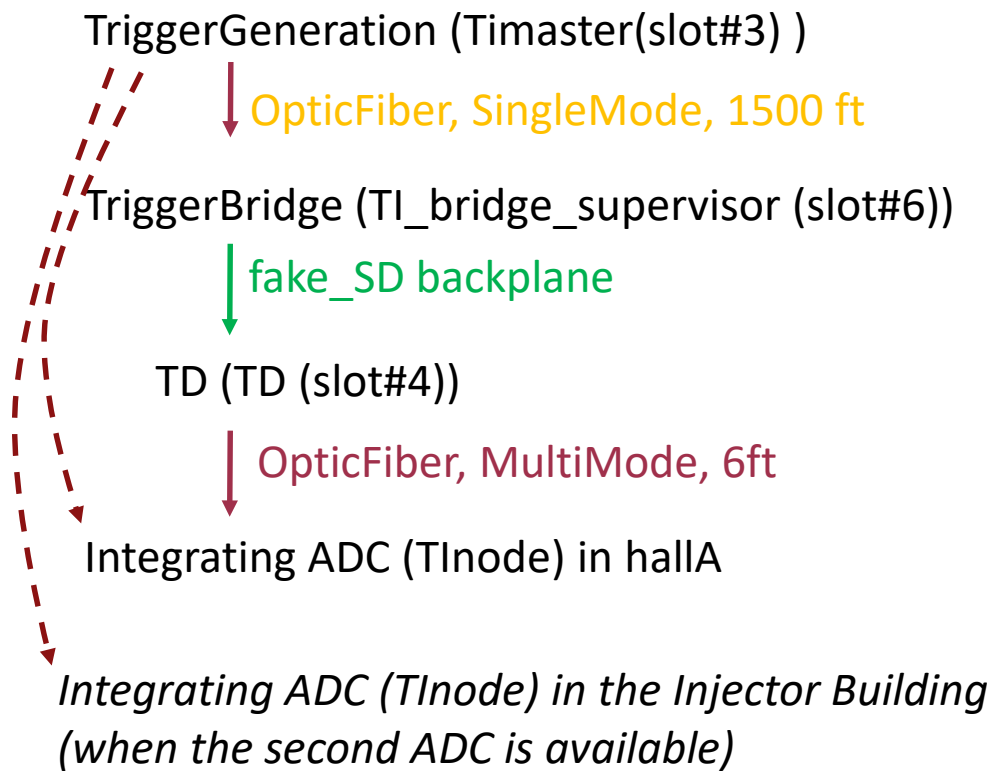 TriggerGeneration (Timaster(slot#3) )
OpticFiber, SingleMode, 1500 ft
TriggerBridge (TI_bridge_supervisor (slot#6))
fake_SD backplane
TD (TD (slot#4))
OpticFiber, MultiMode, 6ft
Integrating ADC (TInode) in hallA
Integrating ADC (TInode) in the Injector Building
(when the second ADC is available)